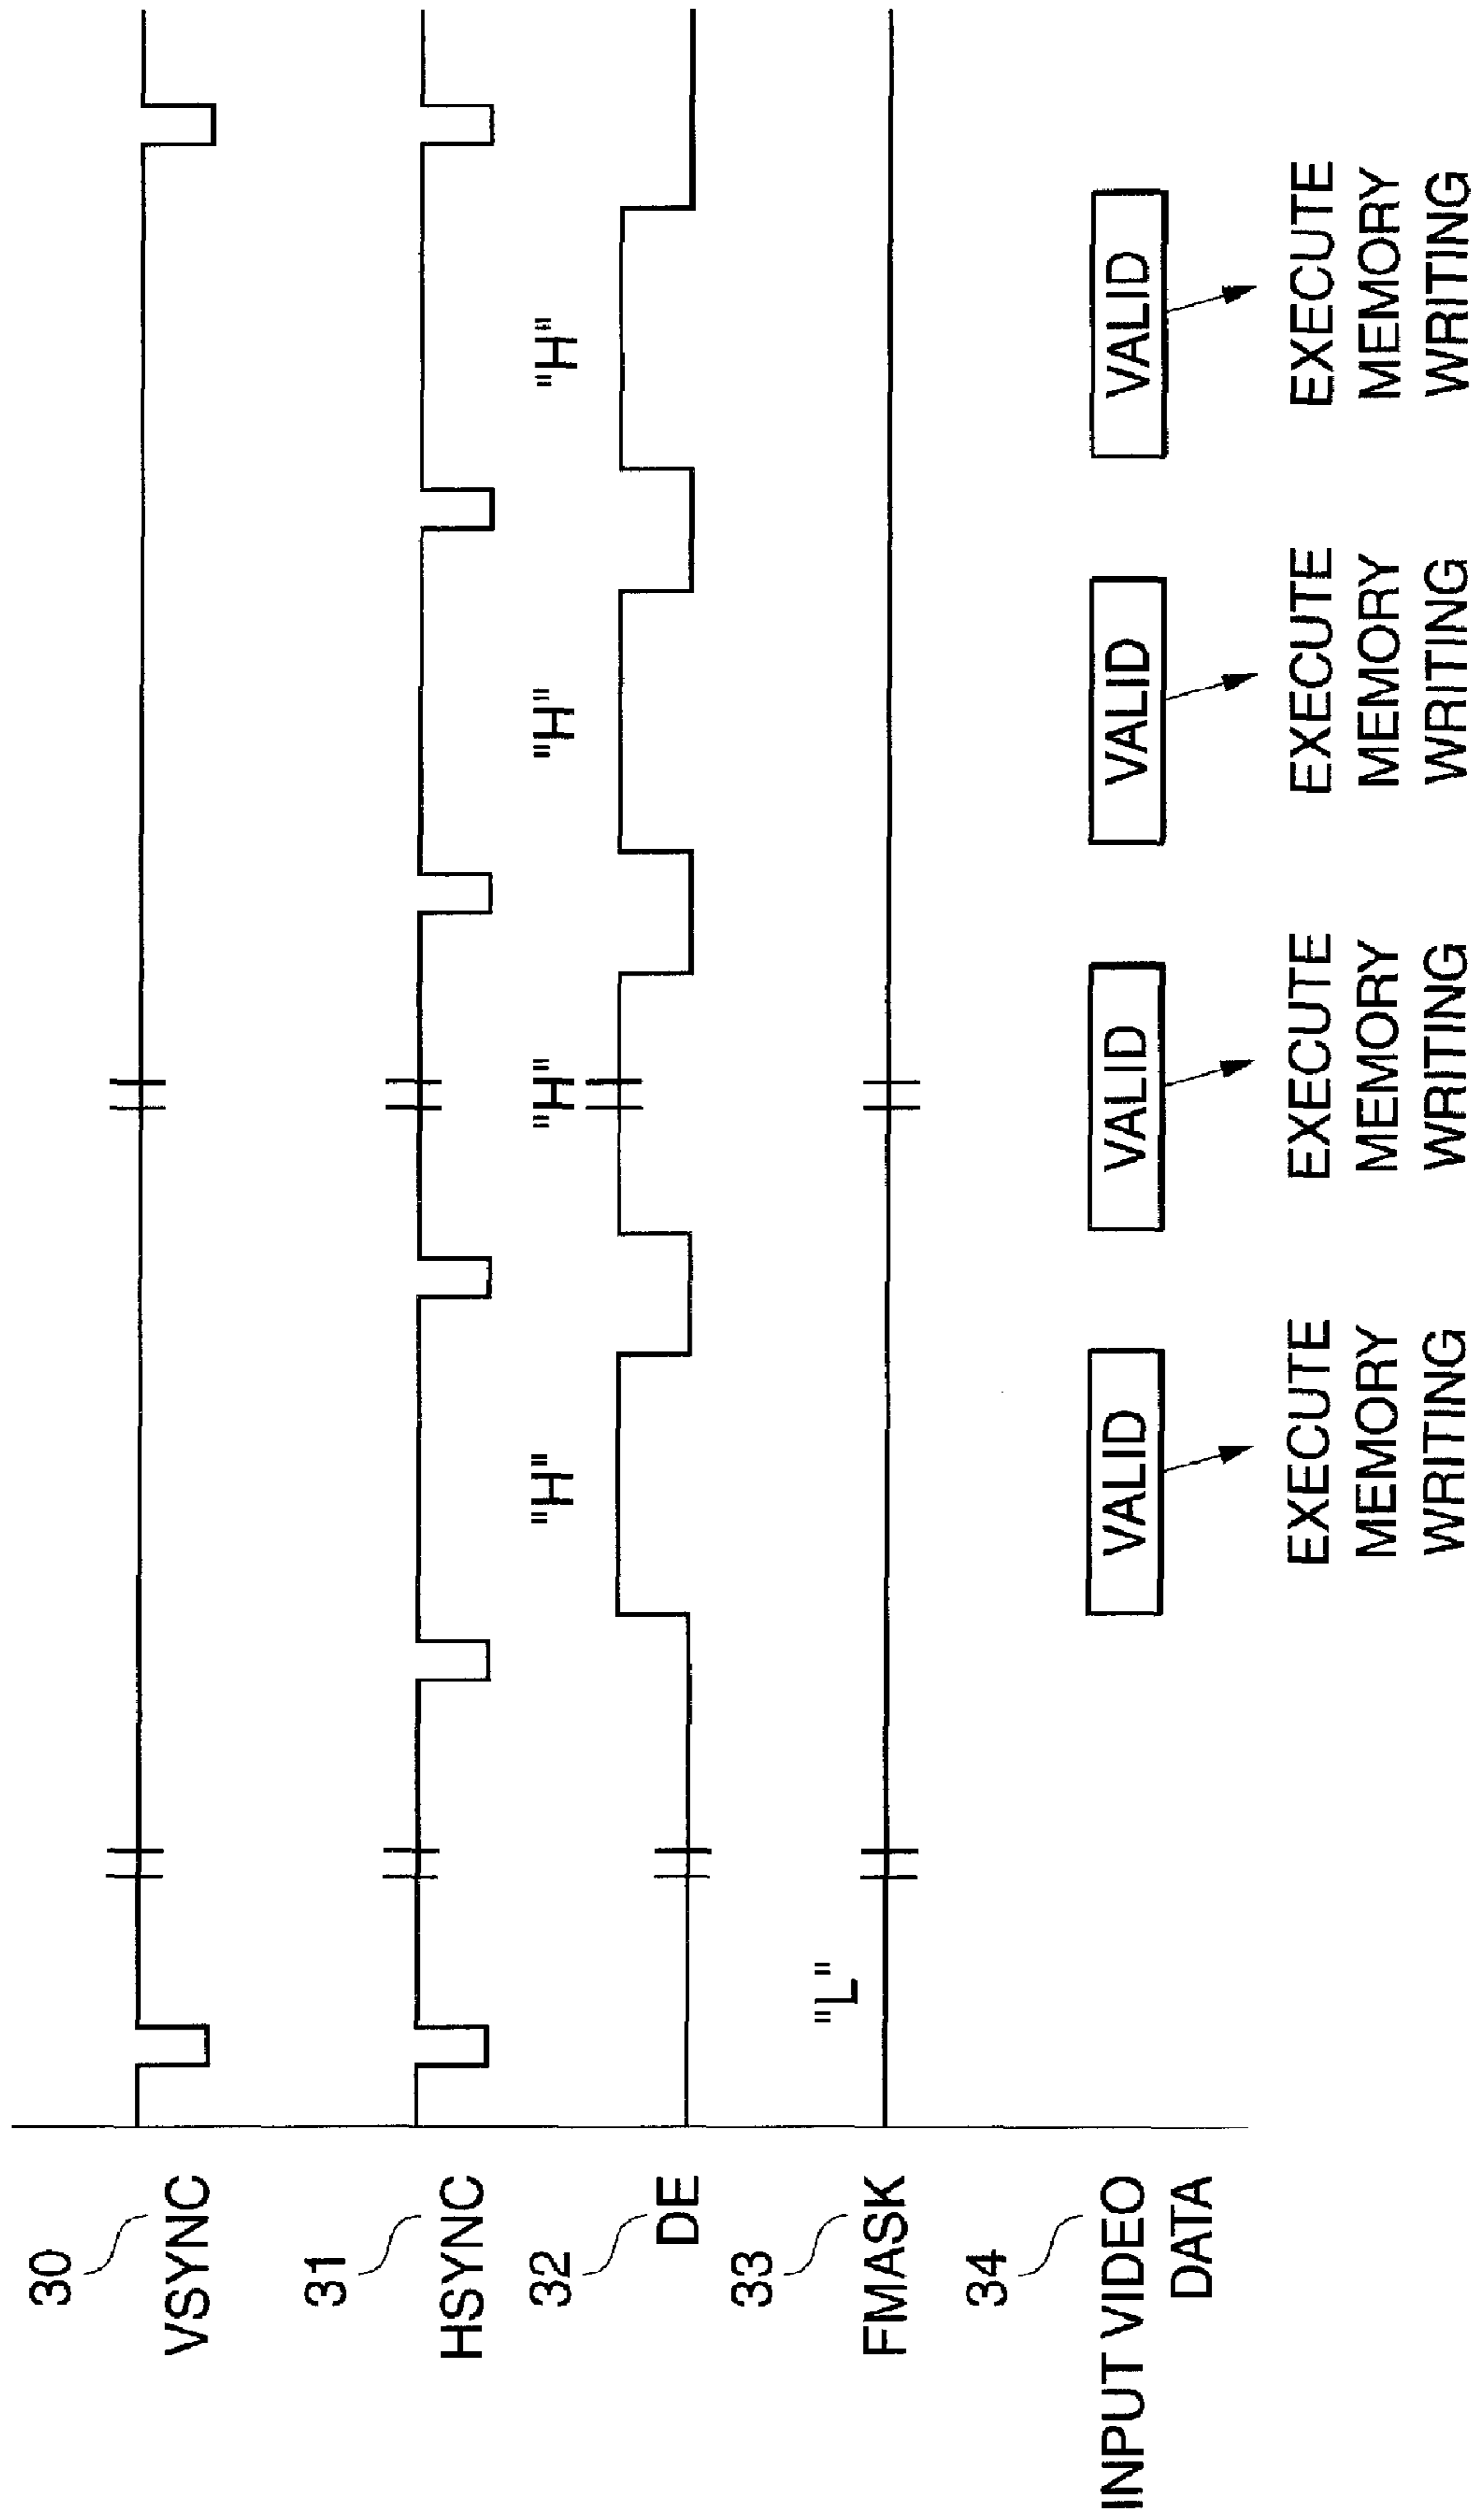 30
VSYNC
31
HSYNC
32
DE
"H"
"H"
"H"
"H"
33
FMASK
"L"
34
INPUT VIDEO
DATA
VALID
VALID
VALID
VALID
EXECUTE
MEMORY
WRITING
EXECUTE
MEMORY
WRITING
EXECUTE
MEMORY
WRITING
EXECUTE
MEMORY
WRITING